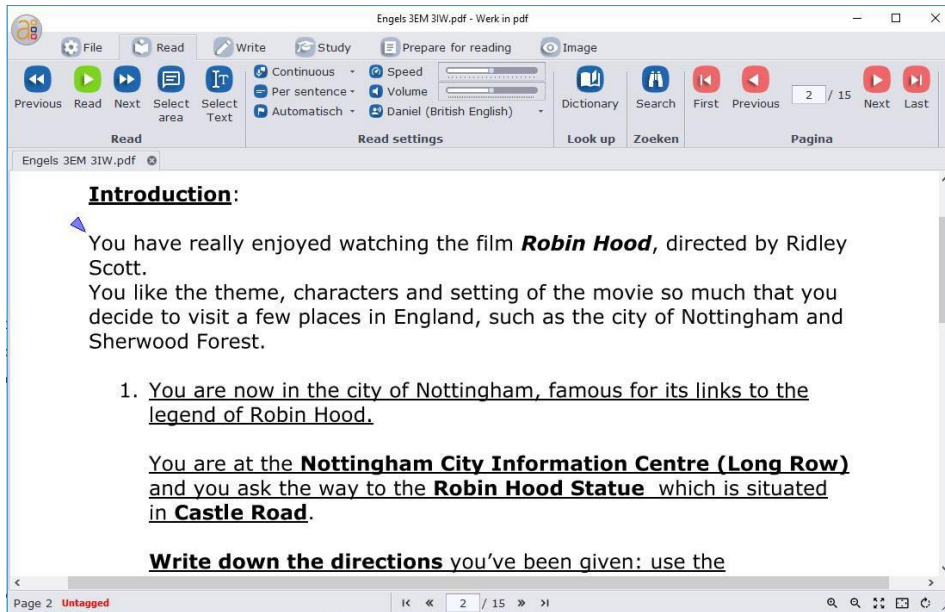 Engels 3EM 3IW.pdf - Werk in pdf
File Read Write Study Prepare for reading Image
Continuous Speed
Per sentence Volume
Automatisch Daniel (British English)
Previous Read Next Select area Select Text Dictionary Search First Previous 2 / 15 Next Last
Read Read settings Look up Zoeken Pagina
Engels 3EM 3IW.pdf
Introduction:
You have really enjoyed watching the film Robin Hood, directed by Ridley
Scott.
You like the theme, characters and setting of the movie so much that you
decide to visit a few places in England, such as the city of Nottingham and
Sherwood Forest.
1. You are now in the city of Nottingham, famous for its links to the
legend of Robin Hood.
You are at the Nottingham City Information Centre (Long Row)
and you ask the way to the Robin Hood Statue which is situated
in Castle Road.
Write down the directions you've been given: use the
Page 2 Untagged 2 / 15